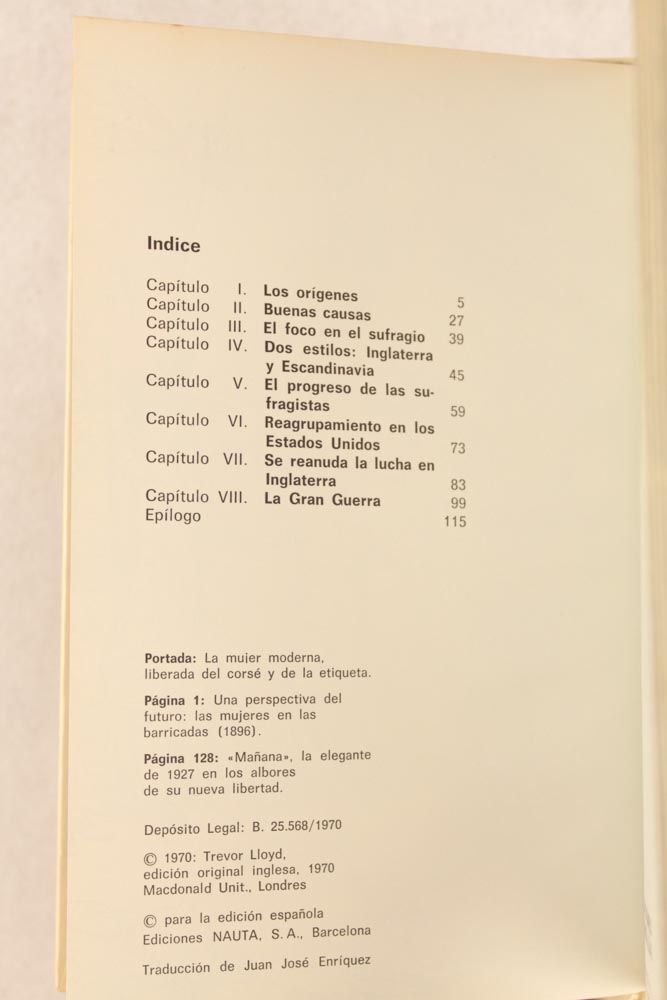 Indice
Capítulo I. Los orígenes 5
Capítulo II. Buenas causas 27
Capítulo III. El foco en el sufragio 39
Capítulo IV. Dos estilos: Inglaterra
y Escandinavia 45
Capítulo V. El progreso de las su-
fragistas 59
Capítulo VI. Reagrupamiento en los
Estados Unidos 73
Capítulo VII. Se reanuda la lucha en
Inglaterra 83
Capítulo VIII. La Gran Guerra 99
Epílogo 115
Portada: La mujer moderna,
liberada del corsé y de la etiqueta.
Página 1: Una perspectiva del
futuro: las mujeres en las
barricadas (1896).
Página 128: «Mañana», la elegante
de 1927 en los albores
de su nueva libertad.
Depósito Legal: B. 25.568/1970
© 1970: Trevor Lloyd,
edición original inglesa, 1970
Macdonald Unit., Londres
© para la edición española
Ediciones NAUTA, S. A., Barcelona
Traducción de Juan José Enríquez